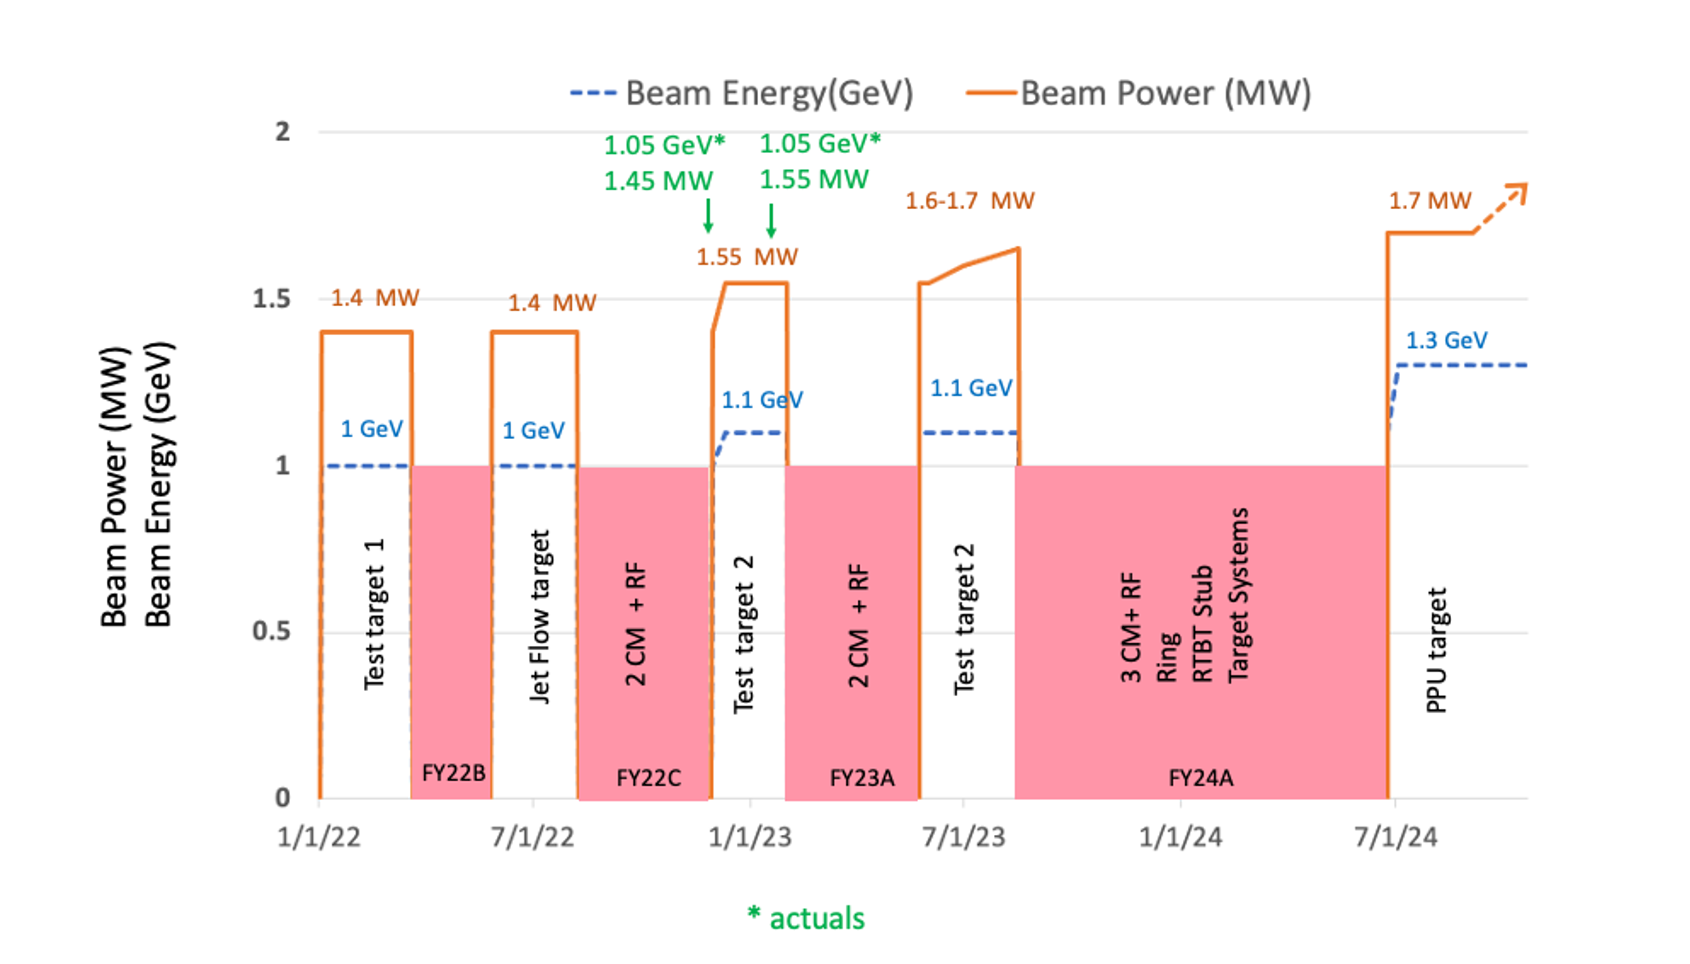 Beam Energy(GeV)
Beam Power (MW)
2
1.5
1
0.5
0
Beam Power (MW)
Beam Energy (GeV)
1.05 GeV*
1.45 MW
1.05 GeV*
1.55 MW
1.4 MW
1.4 MW
1.55 MW
1.6-1.7 MW
1.7 MW
1 GeV
1 GeV
1.1 GeV
1.1 GeV
1.3 GeV
Test target 1
Jet Flow target
2 CM + RF
Test target 2
2 CM + RF
Test target 2
3 CM+ RF
Ring
RTBT Stub
Target Systems
PPU target
FY22B
FY22C
FY23A
FY24A
1/1/22
7/1/22
1/1/23
7/1/23
1/1/24
7/1/24
* actuals